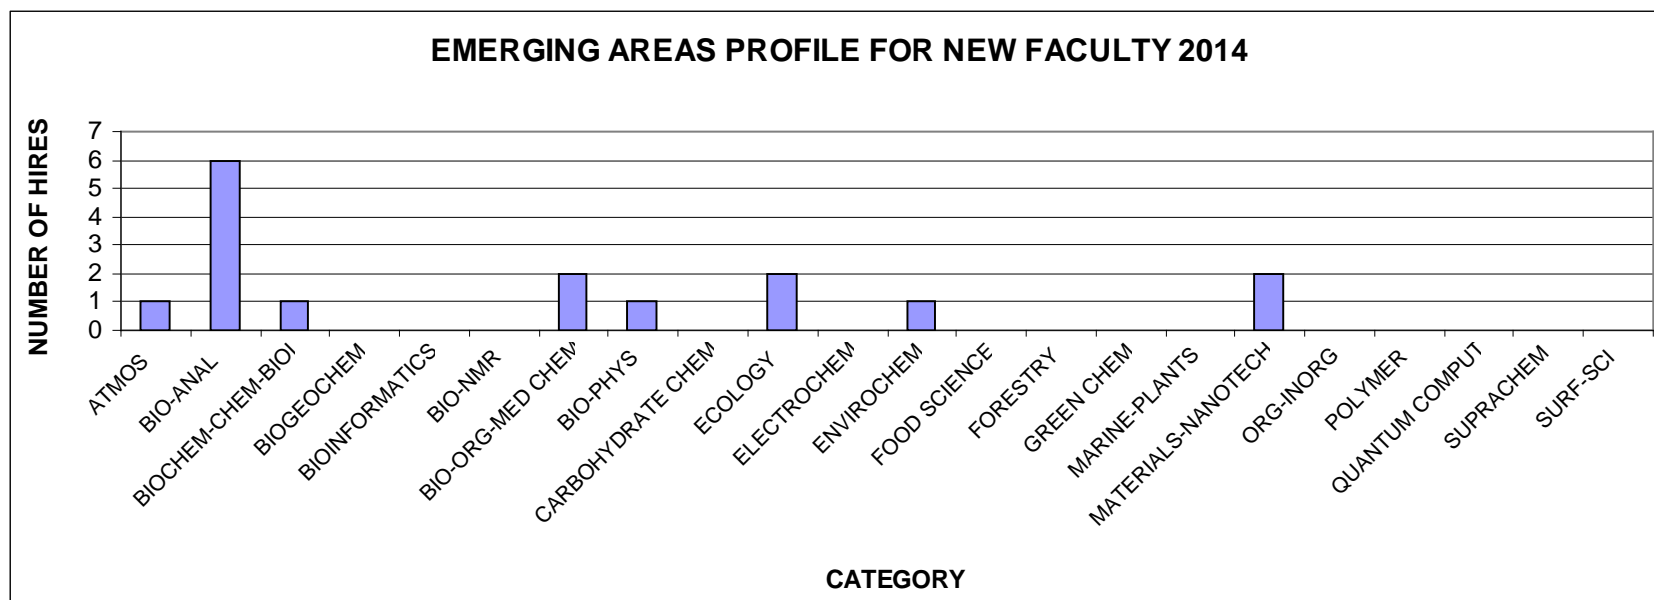 EMERGING AREAS PROFILE FOR NEW FACULTY 2014
NUMBER OF HIRES
7
6
5
4
3
2
1
0
ATMOS
BIO-ANAL
BIOCHEM-CHEM-BIOL
BIOGEOCHEM
BIOINFORMATICS
BIO-NMR
BIO-ORG-MED CHEM
BIO-PHYS
CARBOHYDRATE CHEM
ECOLOGY
ELECTROCHEM
ENVIROCHEM
FOOD SCIENCE
FORESTRY
GREEN CHEM
MARINE-PLANTS
MATERIALS-NANOTECH
ORG-INORG
POLYMER
QUANTUM COMPUT
SUPRACHEM
SURF-SCI
CATEGORY